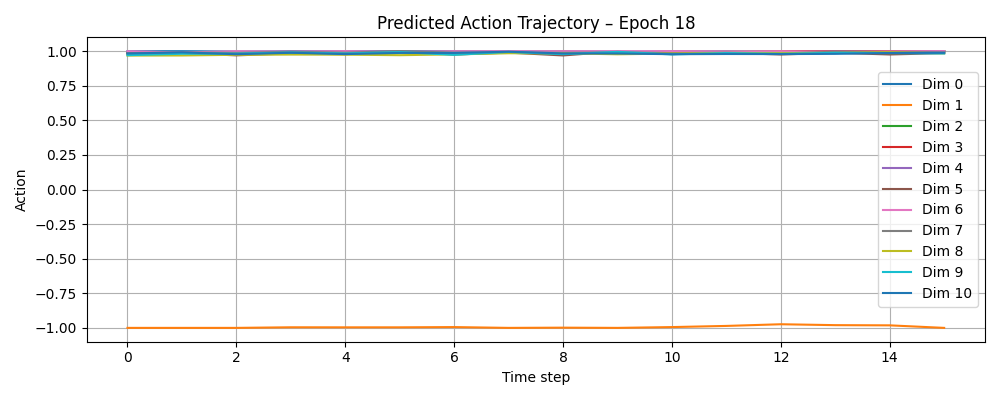 Predicted Action Trajectory – Epoch 18
1.00
0.75
0.50
0.25
0.00
−0.25
−0.50
−0.75
−1.00
Action
Dim 0
Dim 1
Dim 2
Dim 3
Dim 4
Dim 5
Dim 6
Dim 7
Dim 8
Dim 9
Dim 10
0 2 4 6 8 10 12 14
Time step